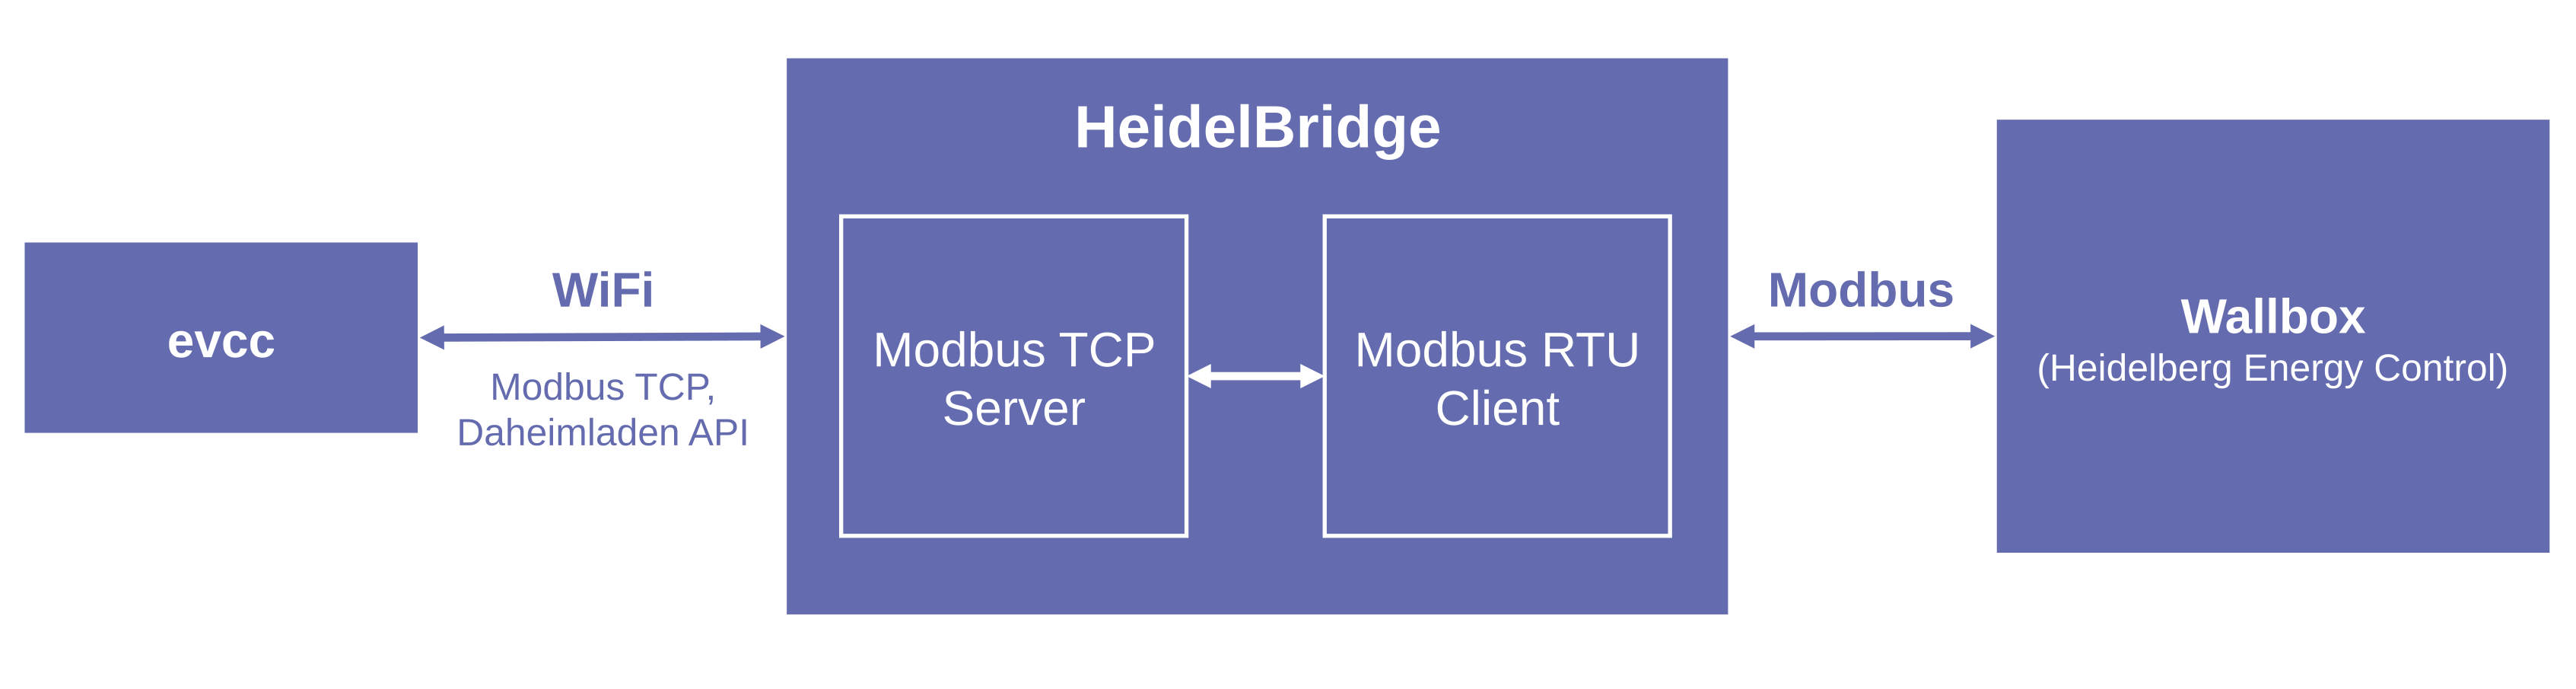 evcc
WiFi
Modbus TCP,
Daheimladen API
HeidelBridge
Modbus TCP
Server
Modbus RTU
Client
Modbus
Wallbox
(Heidelberg Energy Control)